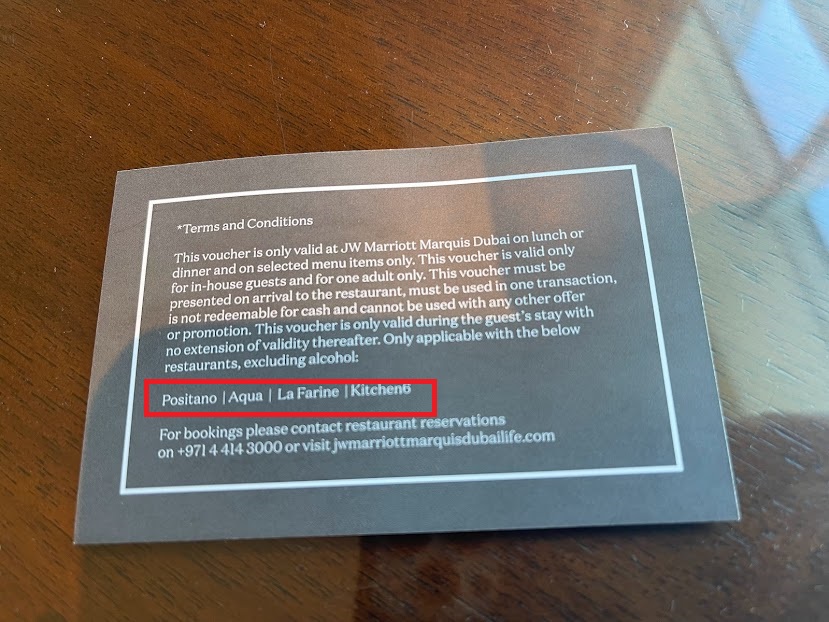 *Terms and Conditions
This voucher is only valid at JW Marriott Marquis Dubai on lunch or
dinner and on selected menu items only. This voucher is valid only
for in-house guests and for one adult only. This voucher must be
presented on arrival to the restaurant, must be used in one transaction,
is not redeemable for cash and cannot be used with any other offer
or promotion. This voucher is only valid during the guest's stay with
no extension of validity thereafter. Only applicable with the below
restaurants, excluding alcohol:
Positano | Aqua | La Farine | Kitchen6
For bookings please contact restaurant reservations
on +971 4 414 3000 or visit jwmarriottmarquisdubailife.com